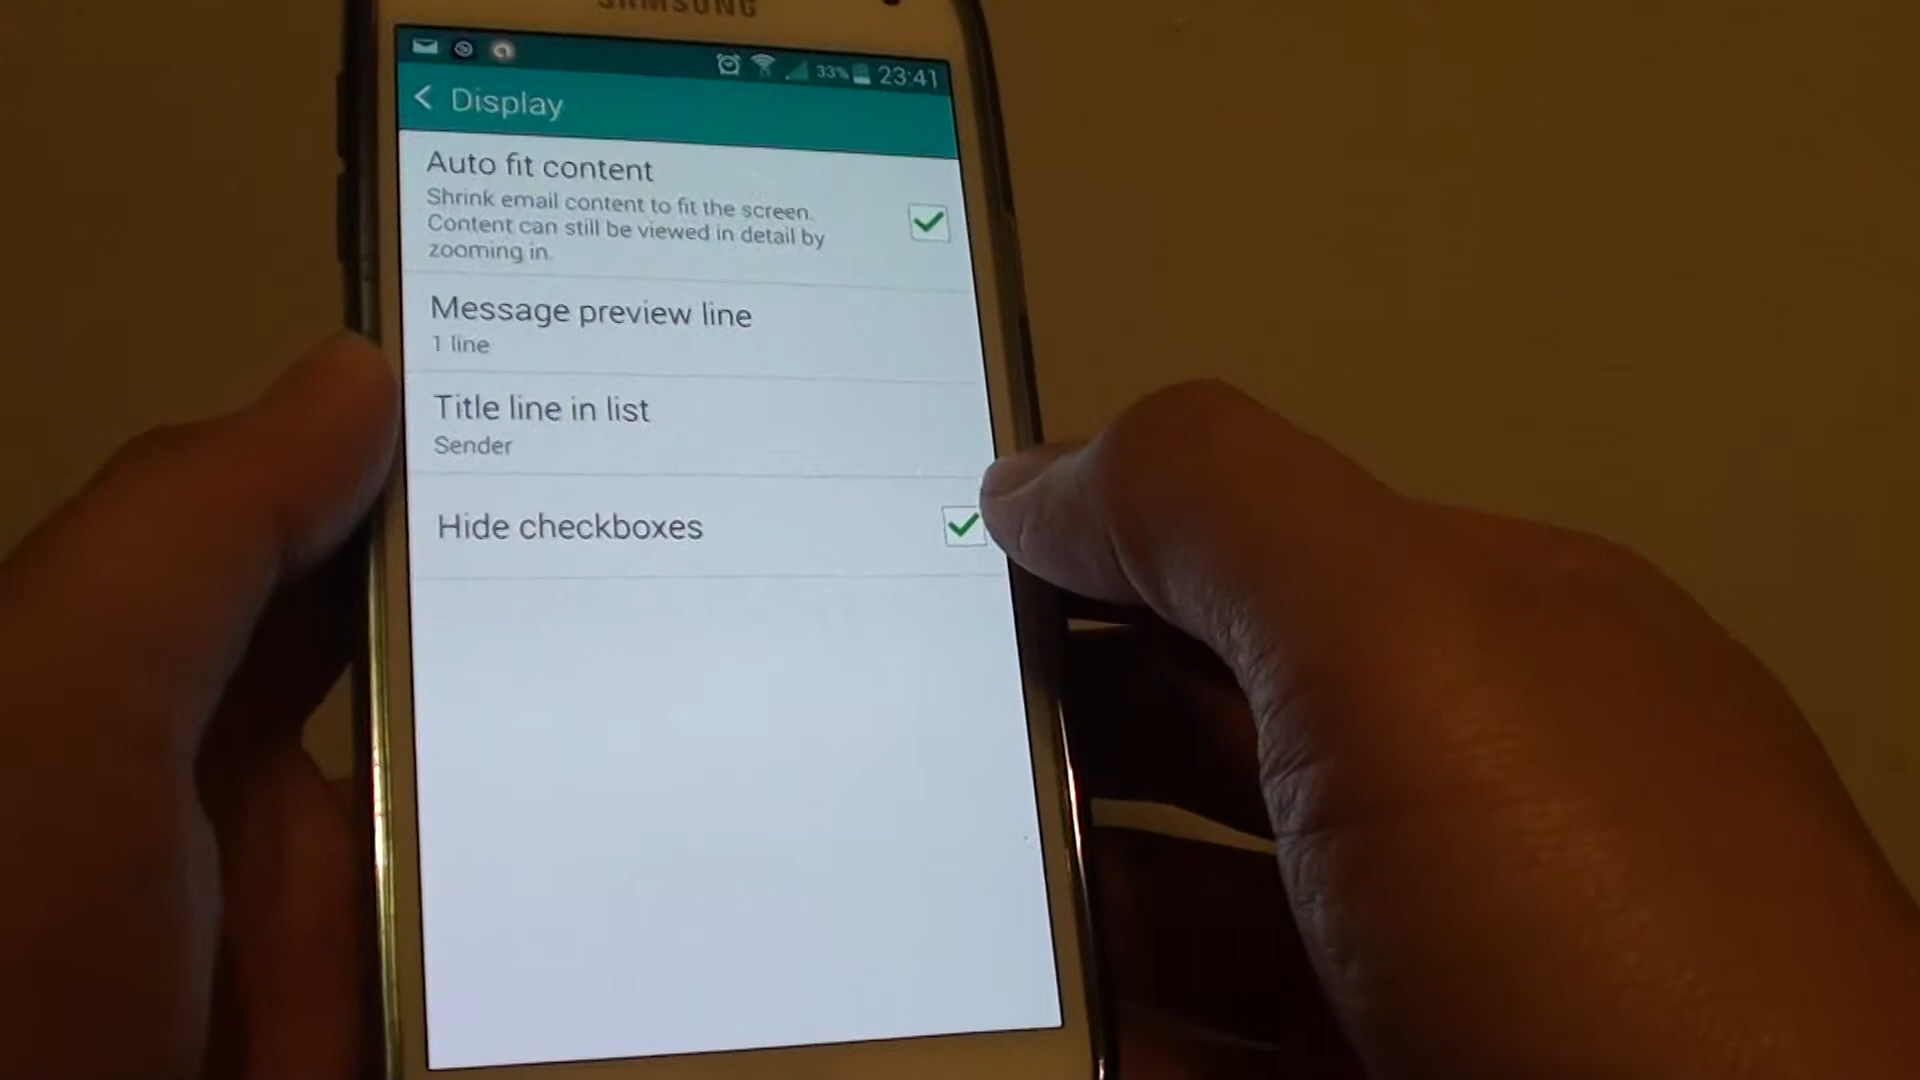 SAMSUNG
33% 23:41
Display
Auto fit content
Shrink email content to fit the screen.
Content can still be viewed in detail by
zooming in.
Message preview line
1 line
Title line in list
Sender
Hide checkboxes